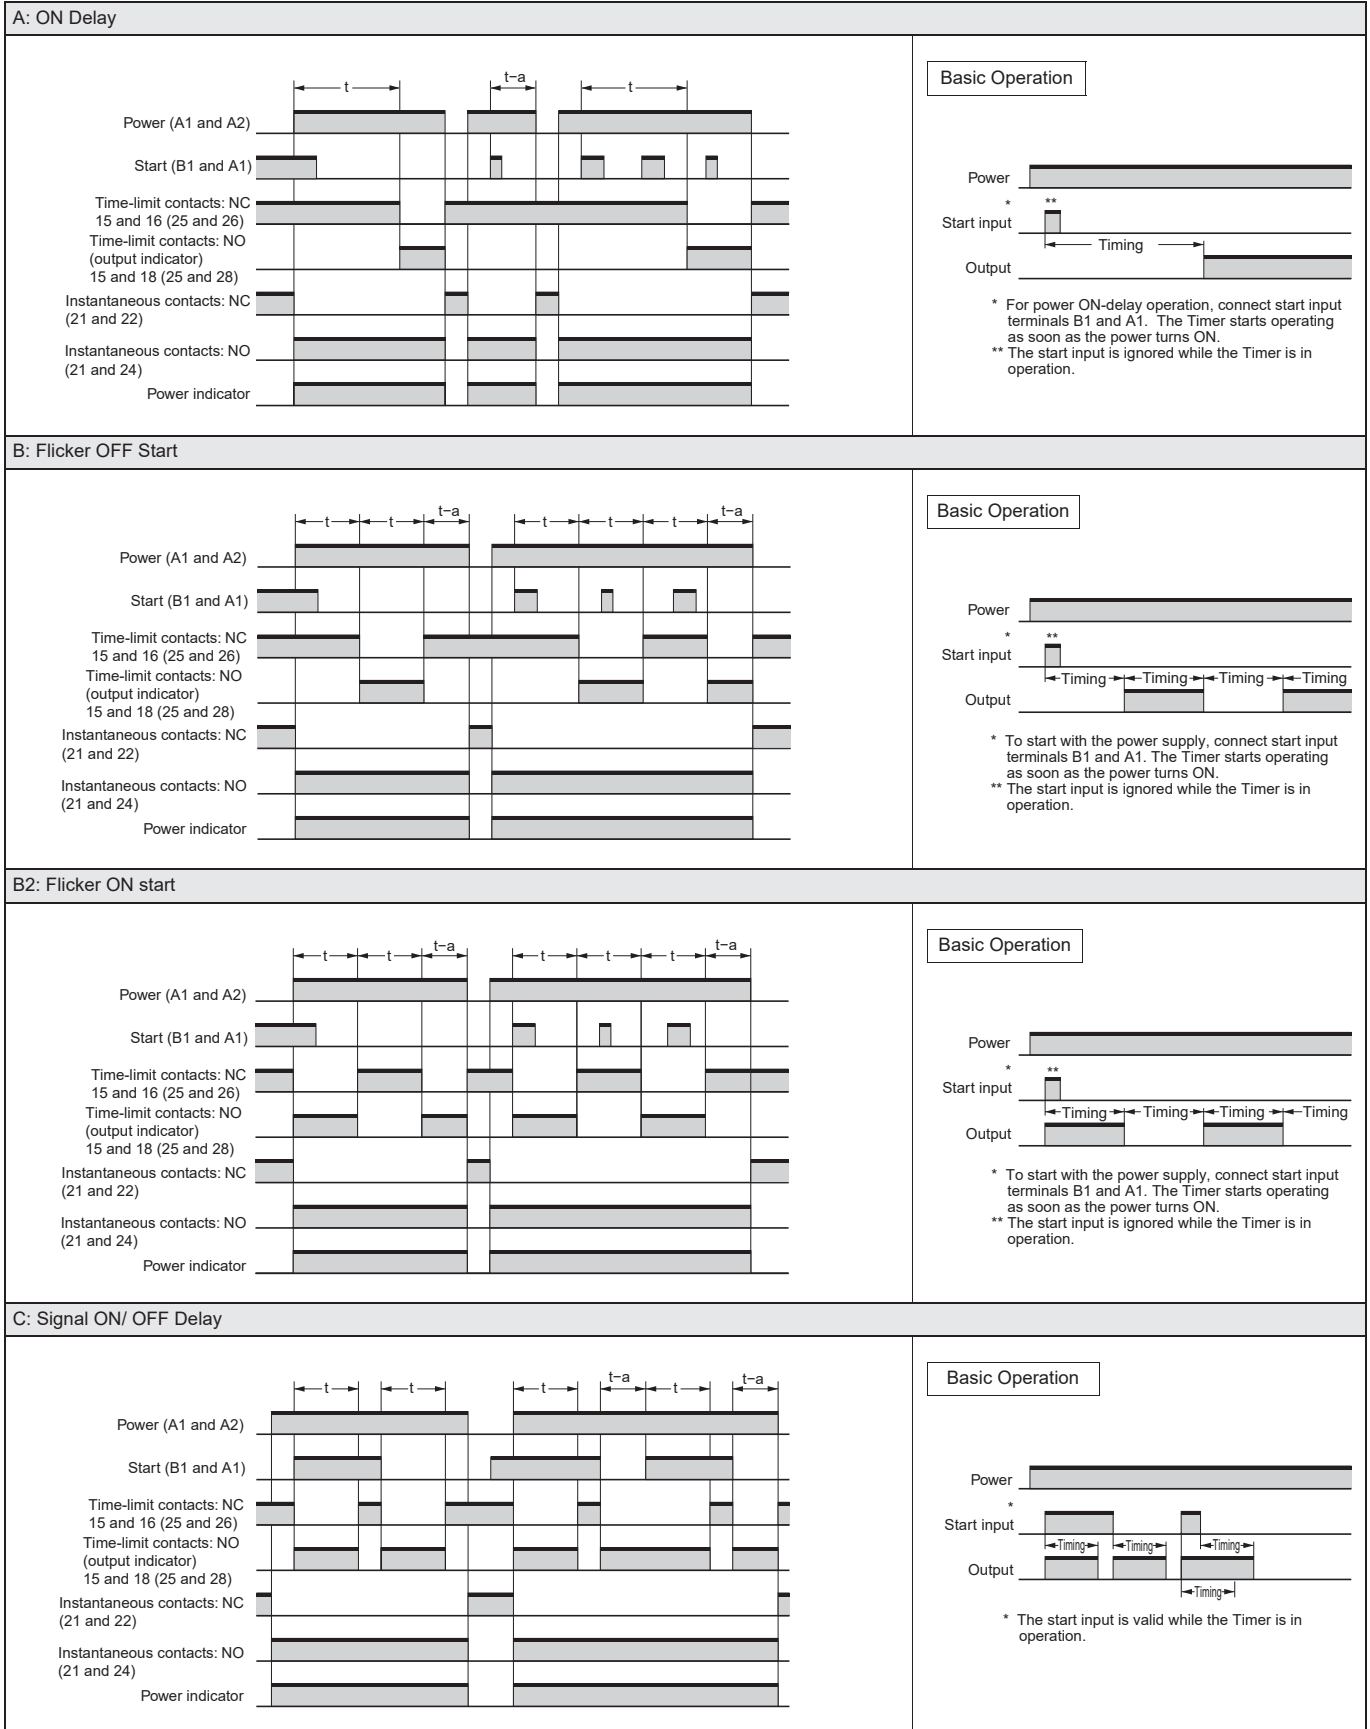 A: ON Delay
t
t−a
t
Power (A1 and A2)
Start (B1 and A1)
Time-limit contacts: NC
15 and 16 (25 and 26)
Time-limit contacts: NO
(output indicator)
15 and 18 (25 and 28)
Instantaneous contacts: NC
(21 and 22)
Instantaneous contacts: NO
(21 and 24)
Power indicator
Basic Operation
Power
*
**
Start input
Timing
Output
* For power ON-delay operation, connect start input
terminals B1 and A1. The Timer starts operating
as soon as the power turns ON.
** The start input is ignored while the Timer is in
operation.
B: Flicker OFF Start
t
t
t−a
t
t
t
t−a
Power (A1 and A2)
Start (B1 and A1)
Time-limit contacts: NC
15 and 16 (25 and 26)
Time-limit contacts: NO
(output indicator)
15 and 18 (25 and 28)
Instantaneous contacts: NC
(21 and 22)
Instantaneous contacts: NO
(21 and 24)
Power indicator
Basic Operation
Power
*
**
Start input
Timing Timing Timing Timing
Output
* To start with the power supply, connect start input
terminals B1 and A1. The Timer starts operating
as soon as the power turns ON.
** The start input is ignored while the Timer is in
operation.
B2: Flicker ON start
t
t
t−a
t
t
t
t−a
Power (A1 and A2)
Start (B1 and A1)
Time-limit contacts: NC
15 and 16 (25 and 26)
Time-limit contacts: NO
(output indicator)
15 and 18 (25 and 28)
Instantaneous contacts: NC
(21 and 22)
Instantaneous contacts: NO
(21 and 24)
Power indicator
Basic Operation
Power
*
**
Start input
Timing Timing Timing Timing
Output
* To start with the power supply, connect start input
terminals B1 and A1. The Timer starts operating
as soon as the power turns ON.
** The start input is ignored while the Timer is in
operation.
C: Signal ON/ OFF Delay
t
t
t
t−a
t
t−a
Power (A1 and A2)
Start (B1 and A1)
Time-limit contacts: NC
15 and 16 (25 and 26)
Time-limit contacts: NO
(output indicator)
15 and 18 (25 and 28)
Instantaneous contacts: NC
(21 and 22)
Instantaneous contacts: NO
(21 and 24)
Power indicator
Basic Operation
Power
*
Start input
Timing Timing Timing
Output
Timing
* The start input is valid while the Timer is in
operation.